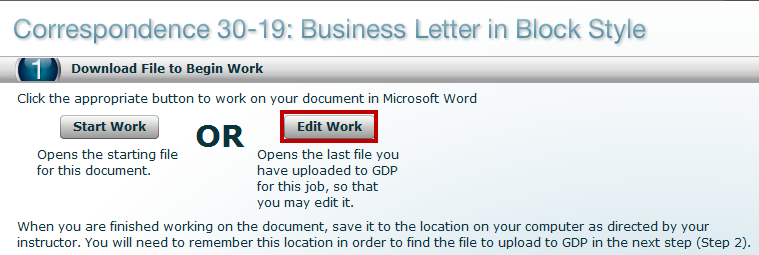 Correspondence 30-19: Business Letter in Block Style
1 Download File to Begin Work
Click the appropriate button to work on your document in Microsoft Word
Start Work OR Edit Work
Opens the starting file
for this document.
Opens the last file you
have uploaded to GDP
for this job, so that
you may edit it.
When you are finished working on the document, save it to the location on your computer as directed by your
instructor. You will need to remember this location in order to find the file to upload to GDP in the next step (Step 2).